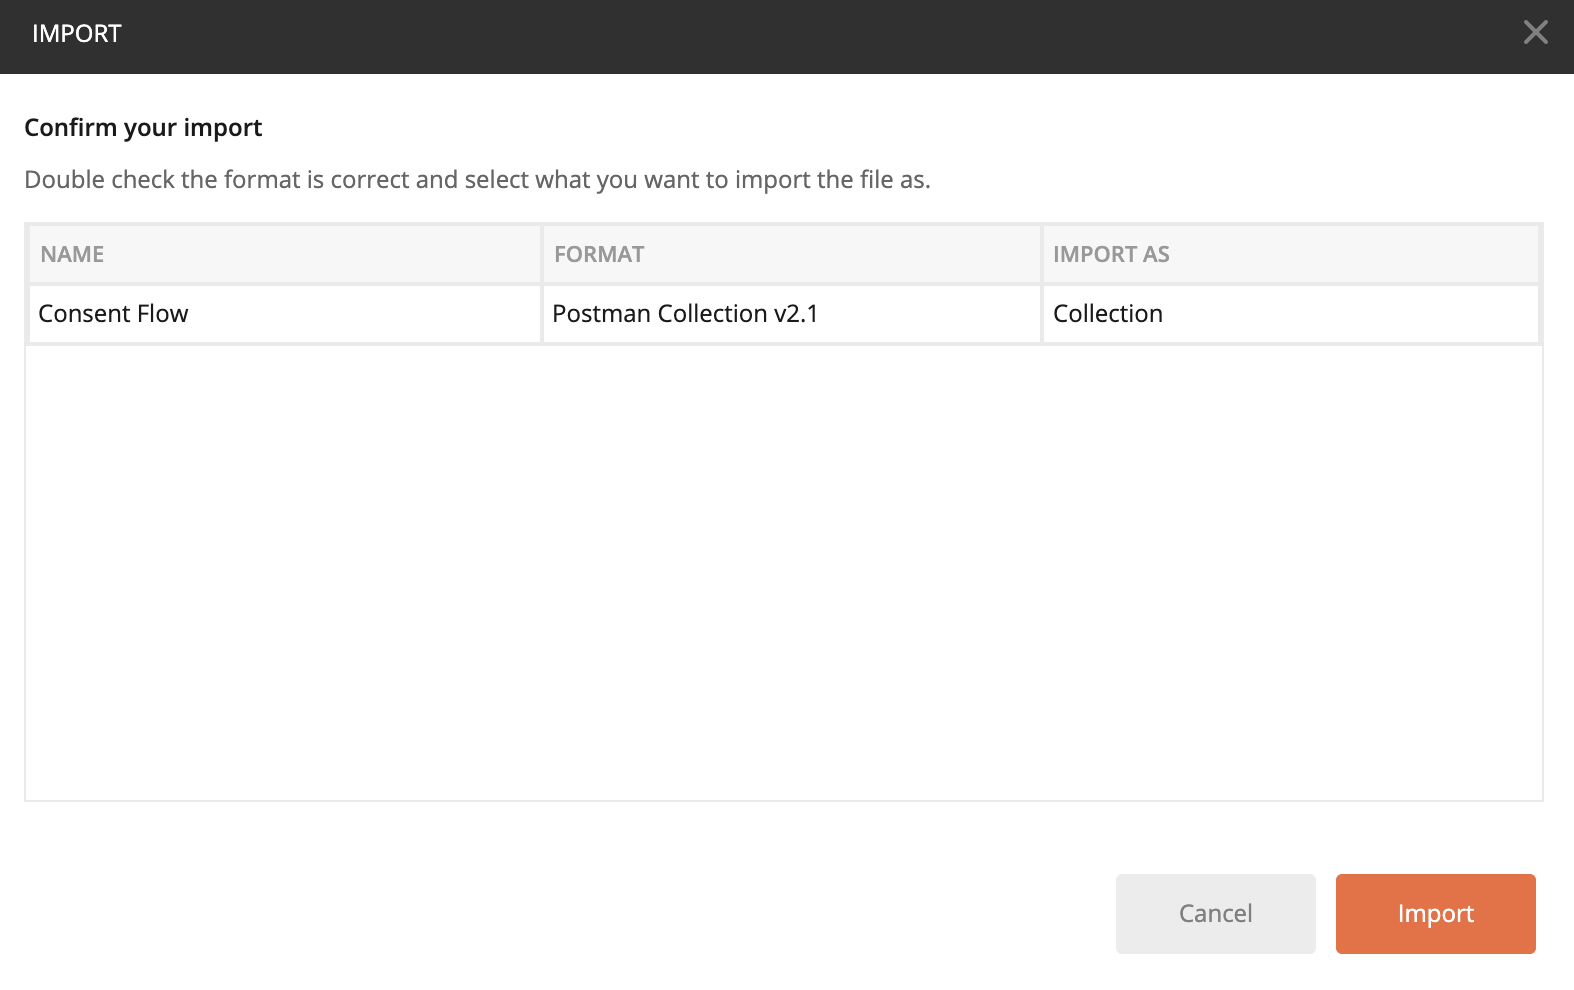 IMPORT
Confirm your import
Double check the format is correct and select what you want to import the file as.
NAME FORMAT IMPORT AS
Consent Flow Postman Collection v2.1 Collection
Cancel Import